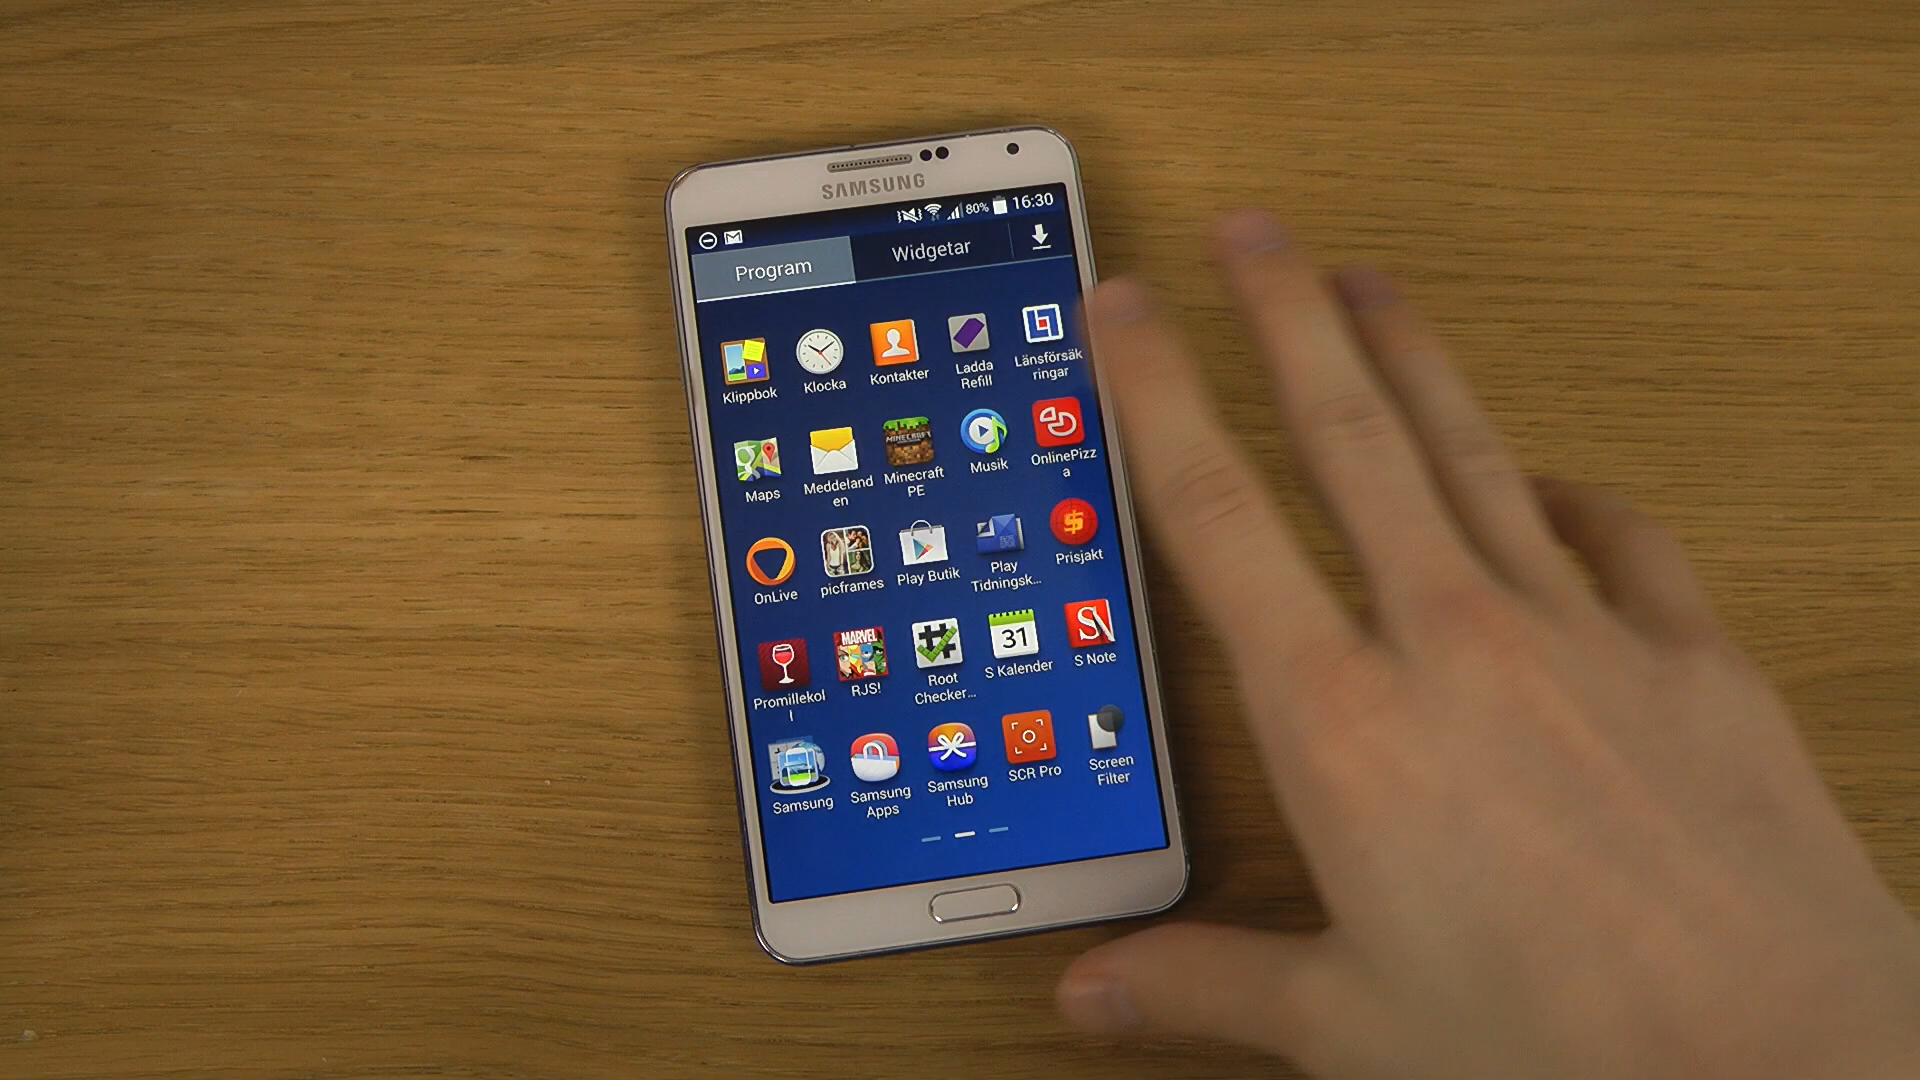 SAMSUNG
80% 16:30
Program Widgetar
Klippbok Klocka Kontakter Ladda Refill Länsförsäk ringar
Maps Meddeland en Minecraft PE Musik OnlinePizz a
MINECRAFT
OnLive picframes Play Butik Play Tidningsk... Prisjakt
MARVEL
31
S
Promillekol l RJS! Root Checker... S Kalender S Note
Samsung Samsung Apps Samsung Hub SCR Pro Screen Filter